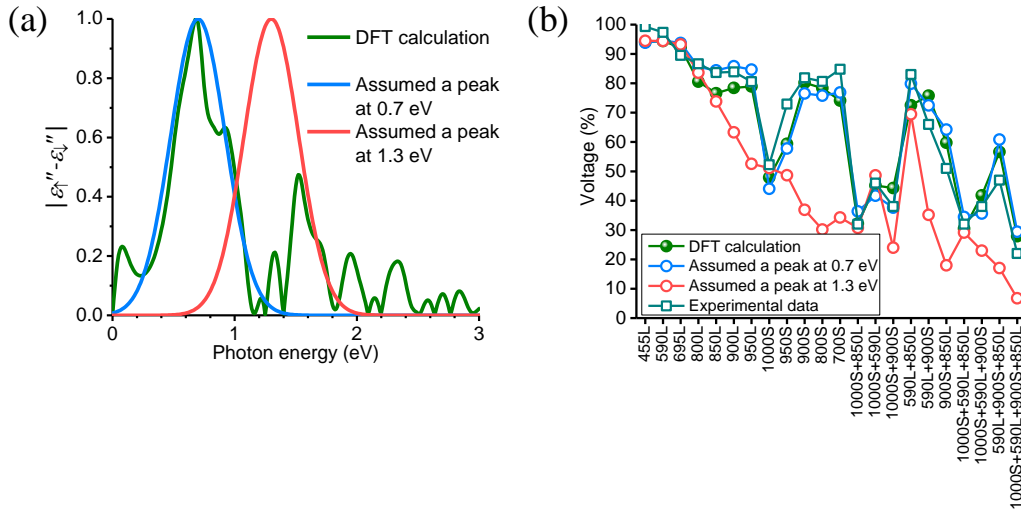 (a)
1.0
0.8
0.6
0.4
0.2
0.0
|ε↑″-ε↓″|
0
1
2
3
Photon energy (eV)
DFT calculation
Assumed a peak
at 0.7 eV
Assumed a peak
at 1.3 eV
(b)
100
90
80
70
60
50
40
30
20
10
0
Voltage (%)
DFT calculation
Assumed a peak at 0.7 eV
Assumed a peak at 1.3 eV
Experimental data
455L
590L
695L
800L
850L
900L
950L
1000S
950S
900S
800S
700S
1000S+850L
1000S+590L
1000S+900S
590L+850L
590L+900S
900S+850L
1000S+590L+850L
1000S+590L+900S
590L+900S+850L
1000S+590L+900S+850L